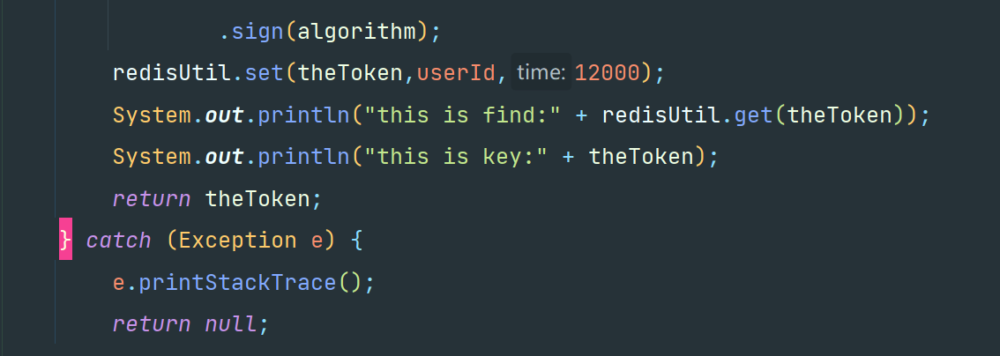 .sign(algorithm);
redisUtil.set(theToken,userId, time: 12000);
System.out.println("this is find:" + redisUtil.get(theToken));
System.out.println("this is key:" + theToken);
return theToken;
} catch (Exception e) {
e.printStackTrace();
return null;